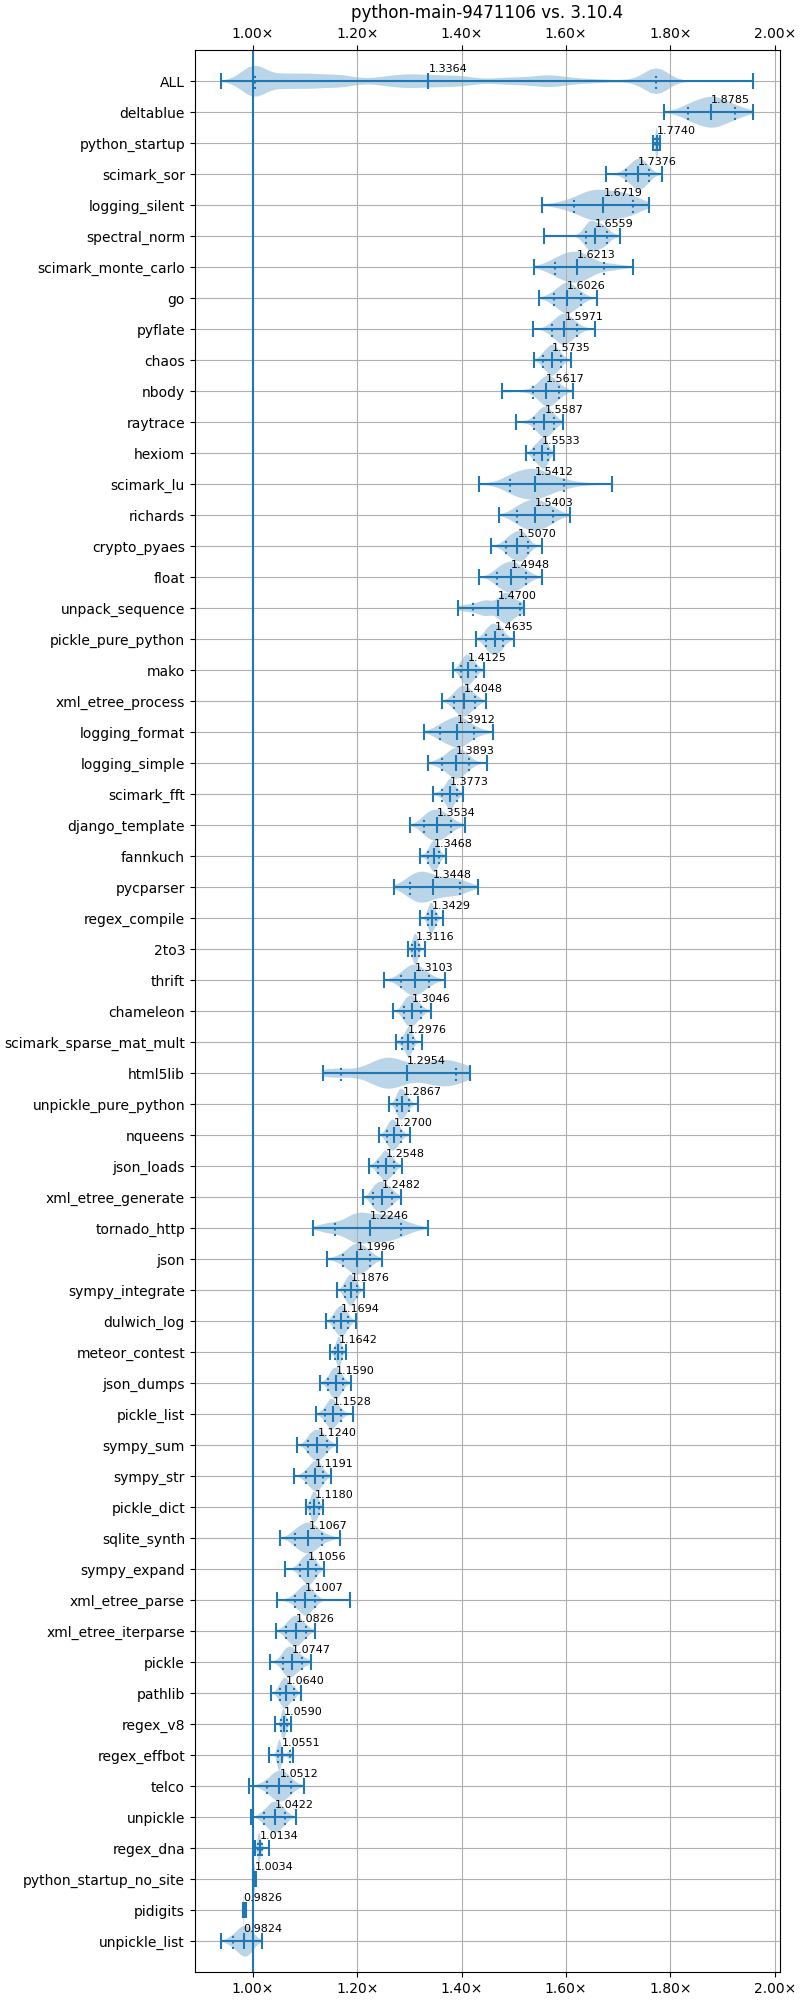 python-main-9471106 vs. 3.10.4
1.00× 1.20× 1.40× 1.60× 1.80× 2.00×
ALL 1.3364
deltablue 1.8785
python_startup 1.7740
scimark_sor 1.7376
logging_silent 1.6719
spectral_norm 1.6559
scimark_monte_carlo 1.6213
go 1.6026
pyflate 1.5971
chaos 1.5735
nbody 1.5617
raytrace 1.5587
hexiom 1.5533
scimark_lu 1.5412
richards 1.5403
crypto_pyaes 1.5070
float 1.4948
unpack_sequence 1.4700
pickle_pure_python 1.4635
mako 1.4125
xml_etree_process 1.4048
logging_format 1.3912
logging_simple 1.3893
scimark_fft 1.3773
django_template 1.3534
fannkuch 1.3468
pycparser 1.3448
regex_compile 1.3429
2to3 1.3116
thrift 1.3103
chameleon 1.3046
scimark_sparse_mat_mult 1.2976
html5lib 1.2954
unpickle_pure_python 1.2867
nqueens 1.2700
json_loads 1.2548
xml_etree_generate 1.2482
tornado_http 1.2246
json 1.1996
sympy_integrate 1.1876
dulwich_log 1.1694
meteor_contest 1.1642
json_dumps 1.1590
pickle_list 1.1528
sympy_sum 1.1240
sympy_str 1.1191
pickle_dict 1.1180
sqlite_synth 1.1067
sympy_expand 1.1056
xml_etree_parse 1.1007
xml_etree_iterparse 1.0826
pickle 1.0747
pathlib 1.0640
regex_v8 1.0590
regex_effbot 1.0551
telco 1.0512
unpickle 1.0422
regex_dna 1.0134
python_startup_no_site 1.0034
pidigits 0.9826
unpickle_list 0.9824
1.00× 1.20× 1.40× 1.60× 1.80× 2.00×